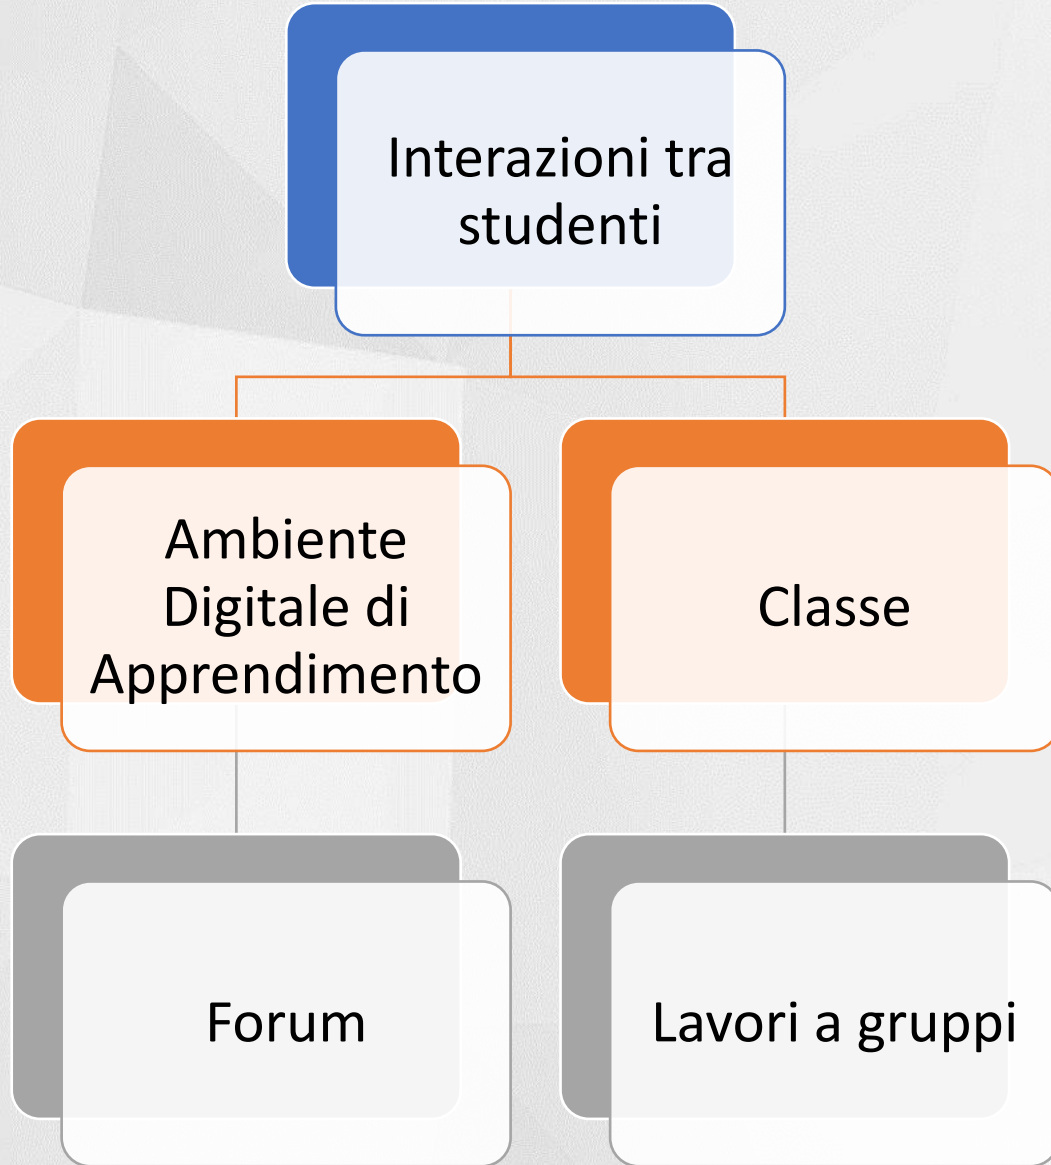 Interazioni tra
studenti
Ambiente
Digitale di
Apprendimento
Classe
Forum
Lavori a gruppi